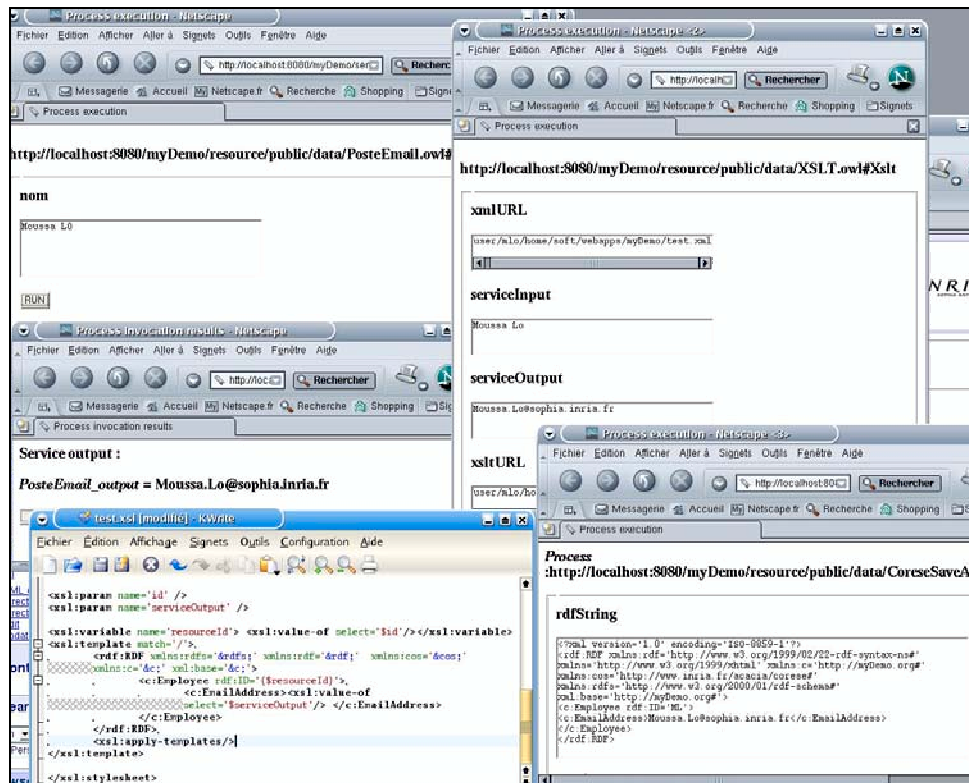 Process execution - Netscape
Fichier Edition Afficher Aller à Signets Outils Fenêtre Aide
http://localhost:8080/myDemo/ser
Recherc
Messagerie Accueil Netscape.fr Recherche Shopping
Process execution
http://localhost:8080/myDemo/resource/public/data/PosteEmail.owl#
nom
Moussa LO
RUN
Process execution - Netscape <2>
Fichier Edition Afficher Aller à Signets Outils Fenêtre Aide
http://localh
Rechercher
Messagerie Accueil Netscape.fr Recherche Shopping Signets
Process execution
http://localhost:8080/myDemo/resource/public/data/XSLT.owl#Xslt
xmlURL
user/mlo/home/soft/webapps/myDemo/test.xml
serviceInput
Moussa Lo
serviceOutput
Moussa.Lo@sophia.inria.fr
xsltURL
user/mlo/ho
Process invocation results - Netscape
Fichier Edition Afficher Aller à Signets Outils Fenêtre Aide
http://loca
Rechercher
Messagerie Accueil Netscape.fr Recherche Shopping
Process invocation results
Service output :
PosteEmail_output = Moussa.Lo@sophia.inria.fr
test.xsl [modifié] - KWrite
Fichier Édition Affichage Signets Outils Configuration Aide
<xsl:param name='id' />
<xsl:param name='serviceOutput' />
<xsl:variable name='resourceId'> <xsl:value-of select='$id'/></xsl:variable>
<xsl:template match='/'>
<rdf:RDF xmlns:rdfs='&rdfs;' xmlns:rdf='&rdf;' xmlns:cos='&cos;'
xmlns:c='&c;' xml:base='&c;'>
<c:Employee rdf:ID='{$resourceId}'>
<c:EmailAddress><xsl:value-of
select='$serviceOutput'/> </c:EmailAddress>
</c:Employee>
</rdf:RDF>
<xsl:apply-templates/>
</xsl:template>
</xsl:stylesheet>
Process execution - Netscape <3>
Fichier Edition Afficher Aller à Signets Outils Fenêtre Aide
http://localhost:80
Rechercher
Messagerie Accueil Netscape.fr Recherche Shopping
Process execution
Process
:http://localhost:8080/myDemo/resource/public/data/CoreseSaveA
rdfString
<?xml version='1.0' encoding='ISO-8859-1'?>
<rdf:RDF xmlns:rdf='http://www.w3.org/1999/02/22-rdf-syntax-ns#'
xmlns='http://www.w3.org/1999/xhtml' xmlns:c='http://myDemo.org#'
xmlns:cos='http://www.inria.fr/acacia/corese#'
xmlns:rdfs='http://www.w3.org/2000/01/rdf-schema#'
xml:base='http://myDemo.org#'>
<c:Employee rdf:ID='ML'>
<c:EmailAddress>Moussa.Lo@sophia.inria.fr</c:EmailAddress>
</c:Employee>
</rdf:RDF>